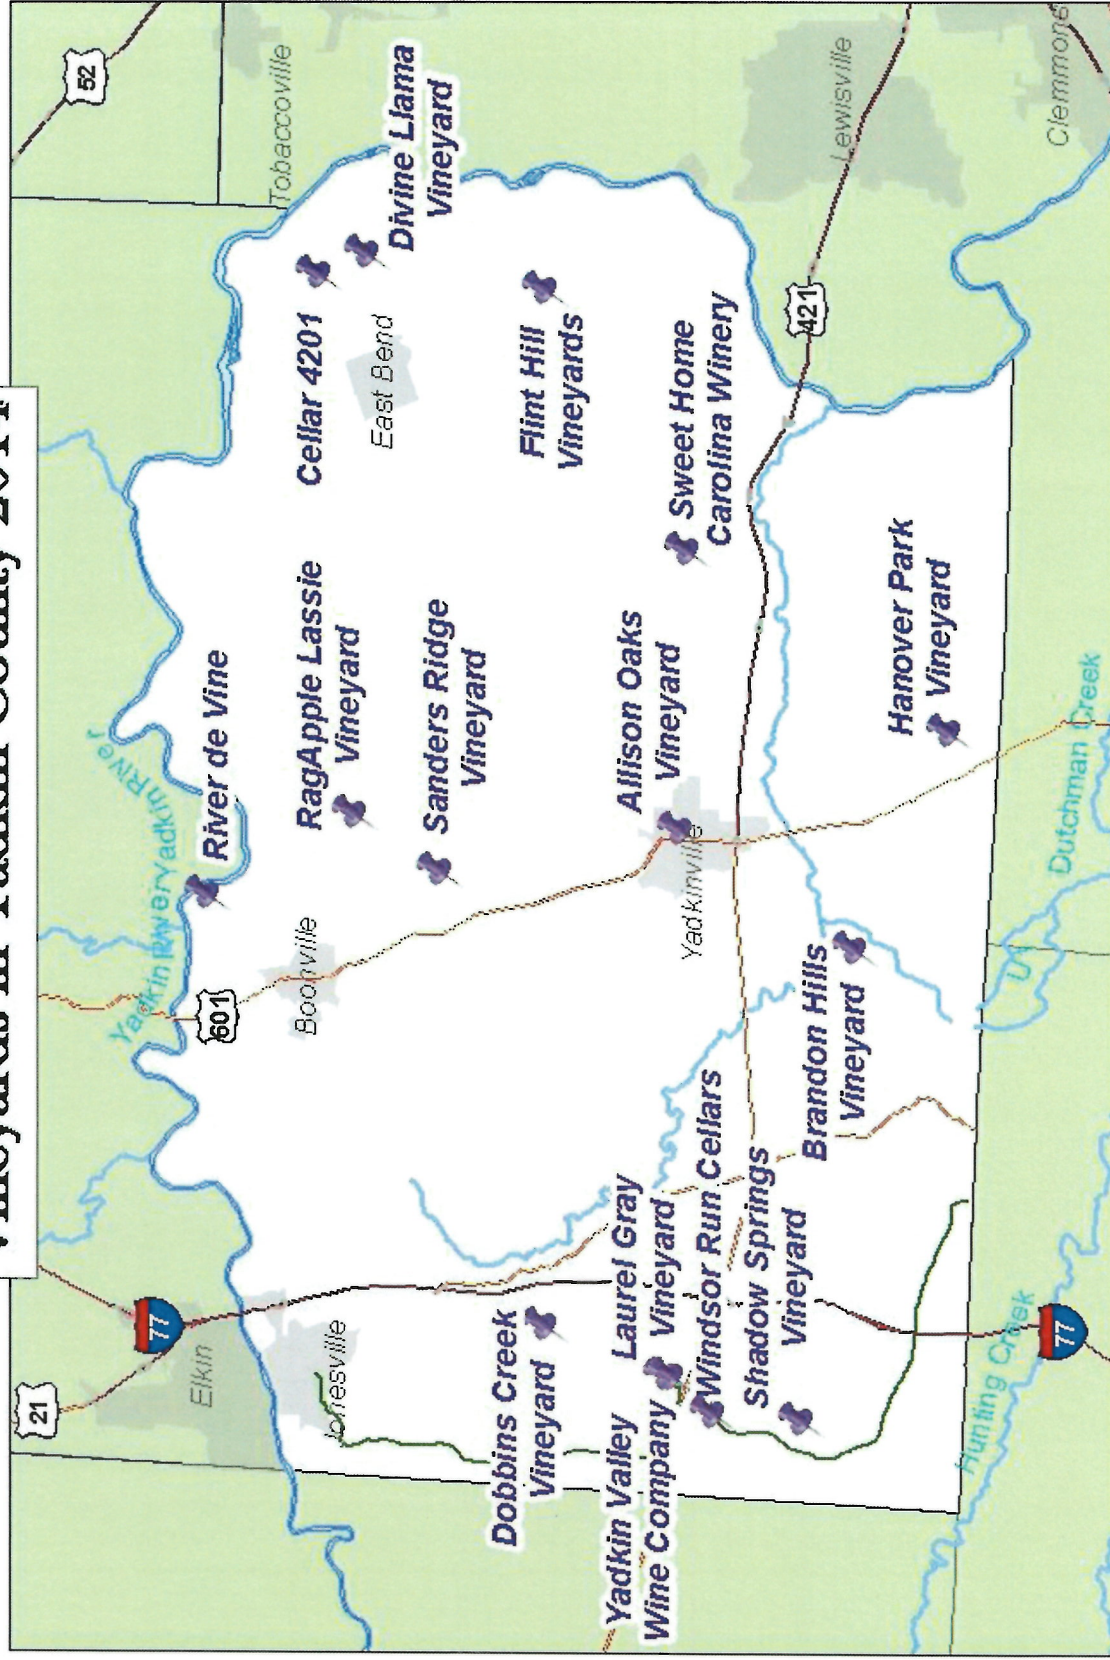 Vineyards in Yadkin County
52
21
77
Tobaccoville
Yadkin River
Yadkin River
601
River de Vine
Elkin
Cellar 4201
Divine Llama
Vineyard
RagApple Lassie
Vineyard
Boonville
Jonesville
East Bend
Sanders Ridge
Vineyard
Flint Hill
Vineyards
Dobbins Creek
Vineyard
Yadkin Valley
Wine Company
Laurel Gray
Vineyard
Allison Oaks
Vineyard
Yadkinville
Sweet Home
Carolina Winery
Windsor Run Cellars
Shadow Springs
Vineyard
Brandon Hills
Vineyard
421
Lewisville
Hanover Park
Vineyard
Hunting Creek
77
Dutchman Creek
Clemmons